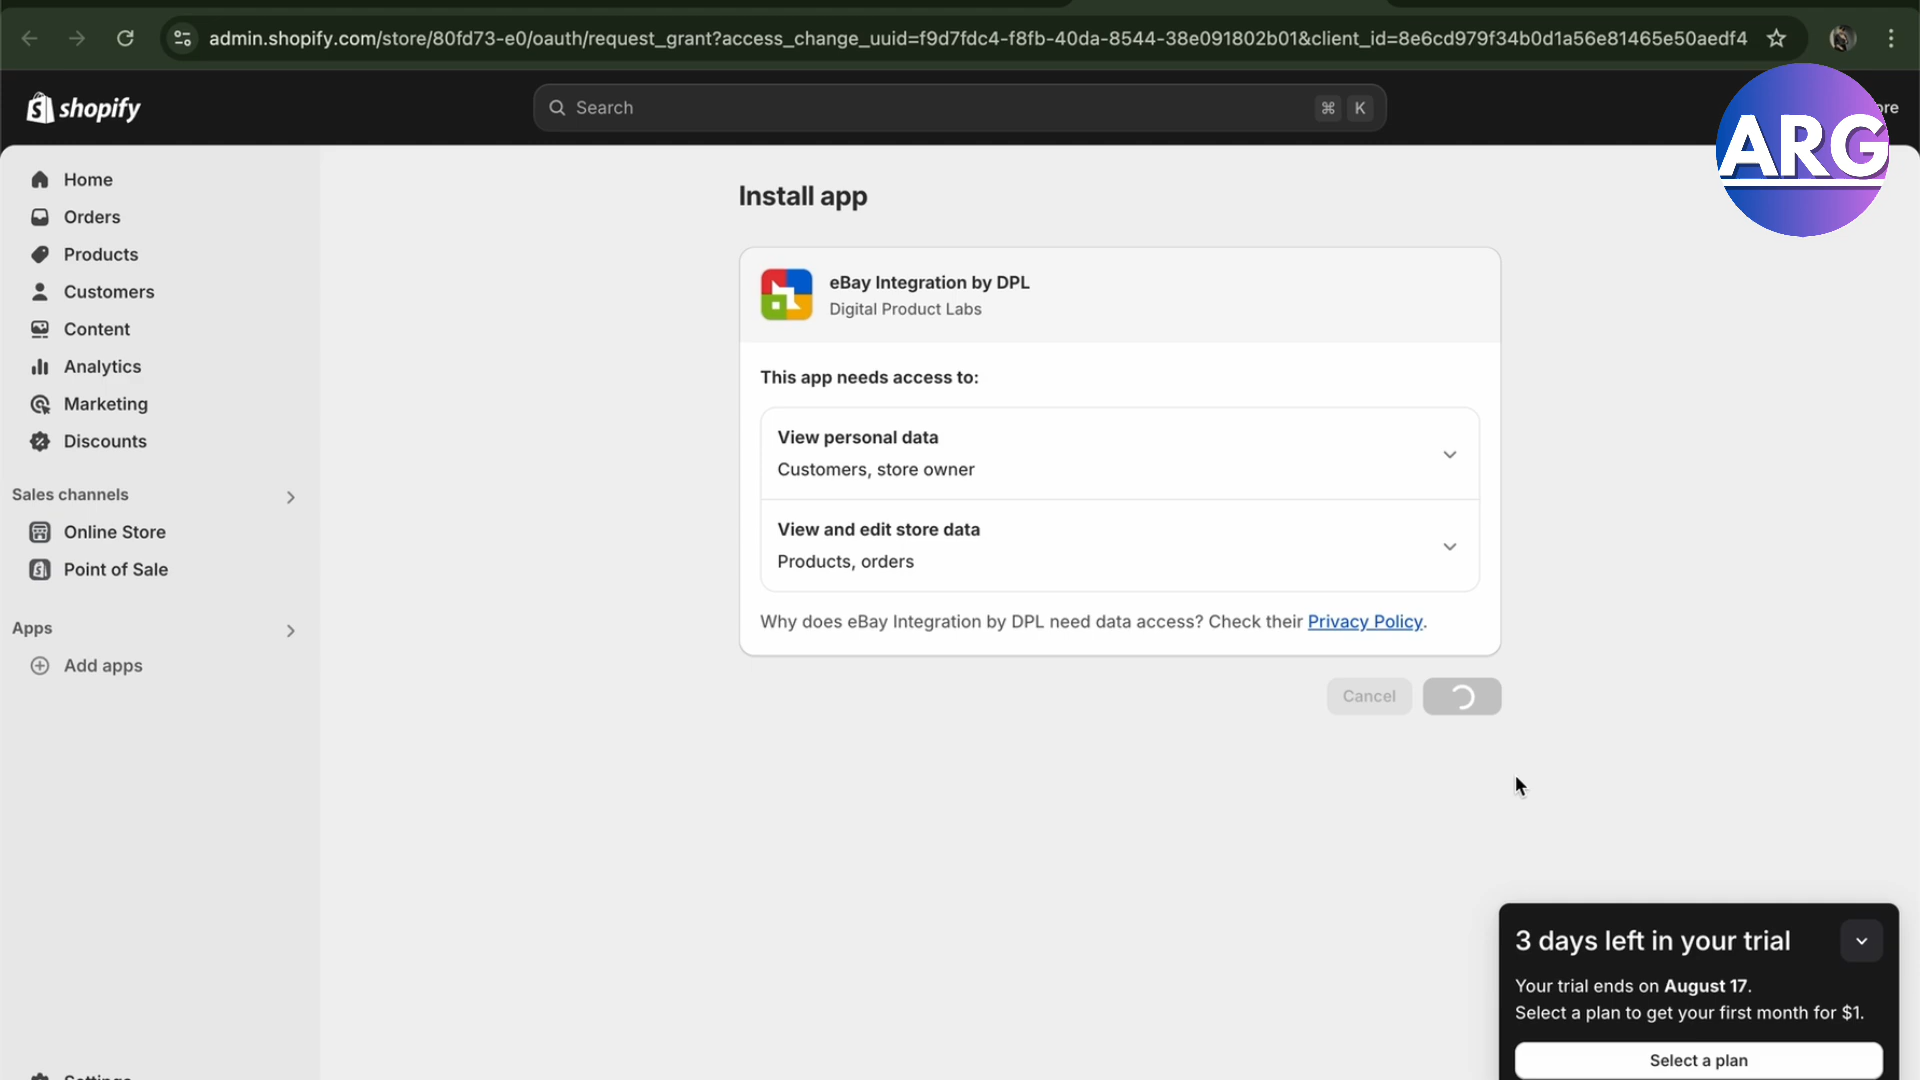 admin.shopify.com/store/80fd73-e0/oauth/request_grant?access_change_uuid=f9d7fdc4-f8fb-40da-8544-38e091802b01&client_id=8e6cd979f34b0d1a56e81465e50aedf4
shopify
Search
⌘ K
ARG
Home
Orders
Products
Customers
Content
Analytics
Marketing
Discounts
Sales channels
Online Store
Point of Sale
Apps
Add apps
Settings
Install app
eBay Integration by DPL
Digital Product Labs
This app needs access to:
View personal data
Customers, store owner
View and edit store data
Products, orders
Why does eBay Integration by DPL need data access? Check their Privacy Policy.
Cancel
3 days left in your trial
Your trial ends on August 17.
Select a plan to get your first month for $1.
Select a plan